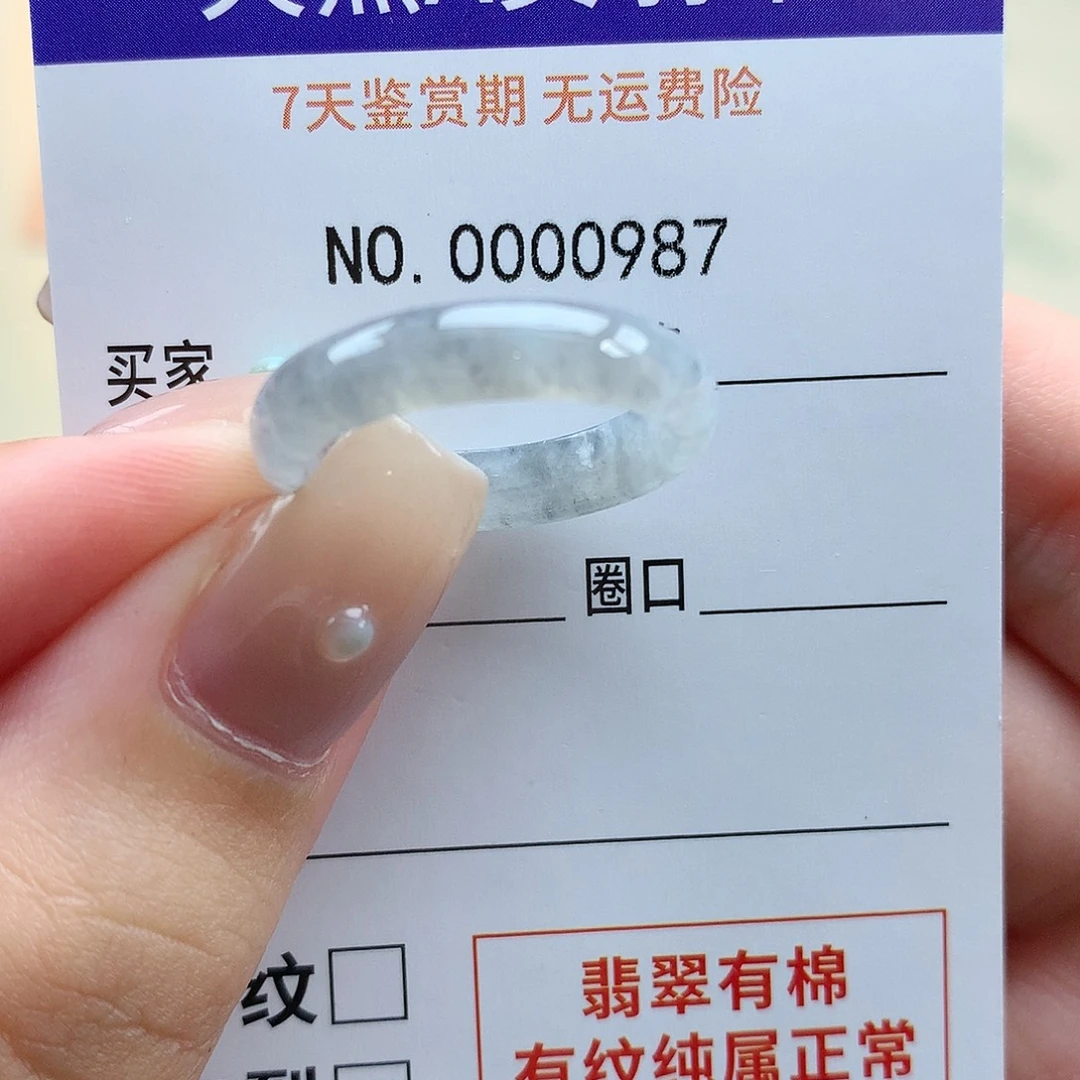 7天鉴赏期 无运费险
NO. 0000987
买家
圈口
纹
翡翠有棉
有纹纯属正常